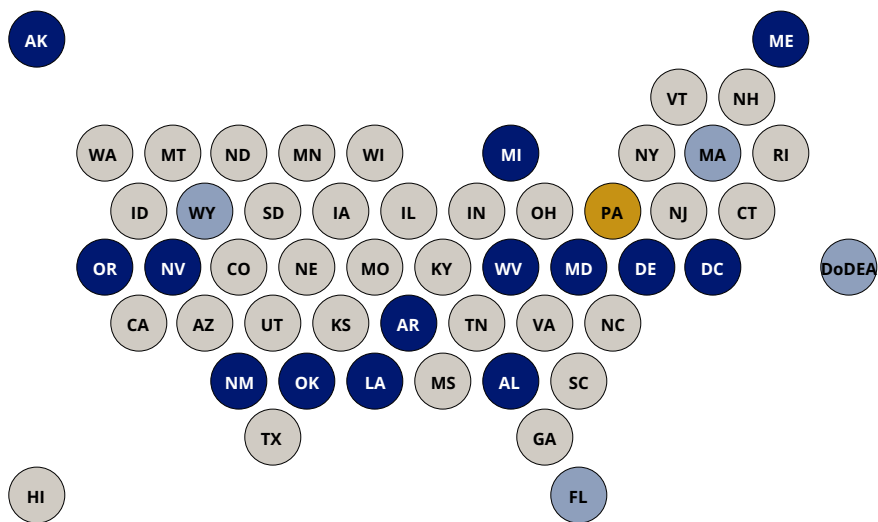 AK ME
VT NH
WA MT ND MN WI MI NY MA RI
ID WY SD IA IL IN OH PA NJ CT
OR NV CO NE MO KY WV MD DE DC DoDEA
CA AZ UT KS AR TN VA NC
NM OK LA MS AL SC
TX GA
HI FL